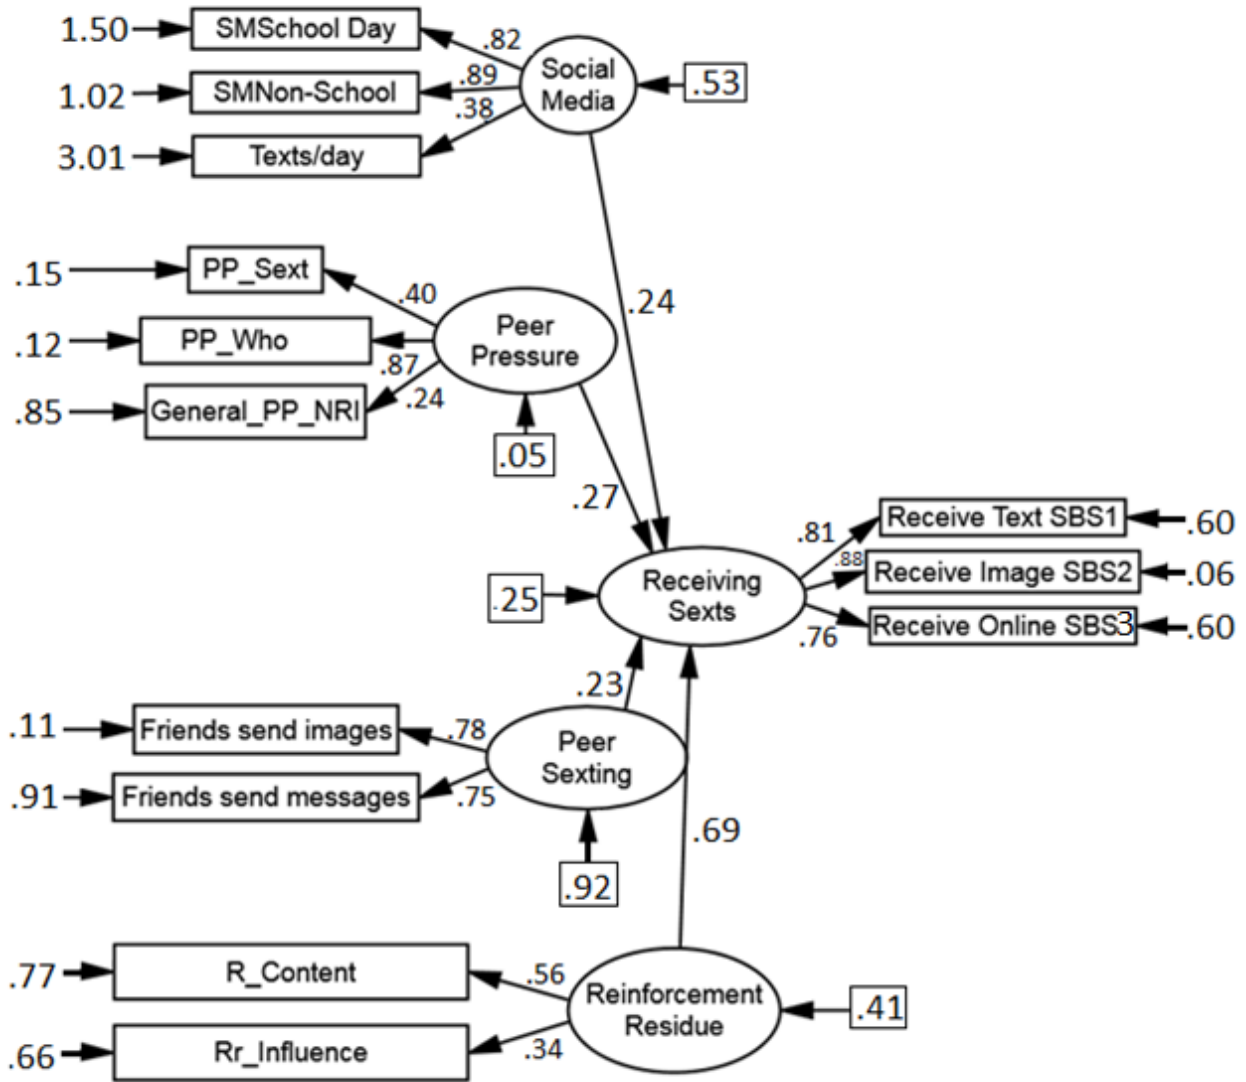 1.50
SMSchool Day
.82
1.02
SMNon-School
.89
3.01
Texts/day
.38
Social
Media
.53
.24
.15
PP_Sext
.40
.12
PP_Who
.87
.85
General_PP_NRI
.24
Peer
Pressure
.05
.27
.25
Receiving
Sexts
.81
Receive Text SBS1
.60
.88
Receive Image SBS2
.06
.76
Receive Online SBS3
.60
.23
.11
Friends send images
.78
.91
Friends send messages
.75
Peer
Sexting
.92
.69
.77
R_Content
.56
.66
Rr_Influence
.34
Reinforcement
Residue
.41